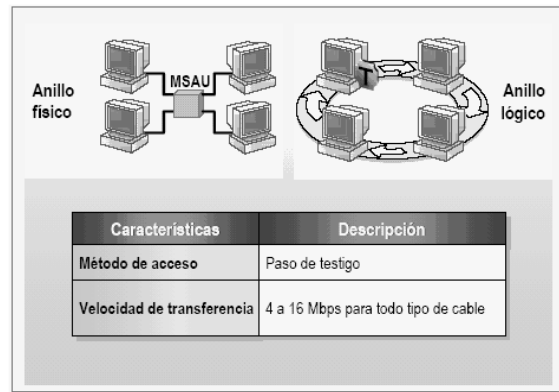 Anillo
físico
MSAU
T
Anillo
lógico
Características Descripción
Método de acceso Paso de testigo
Velocidad de transferencia 4 a 16 Mbps para todo tipo de cable